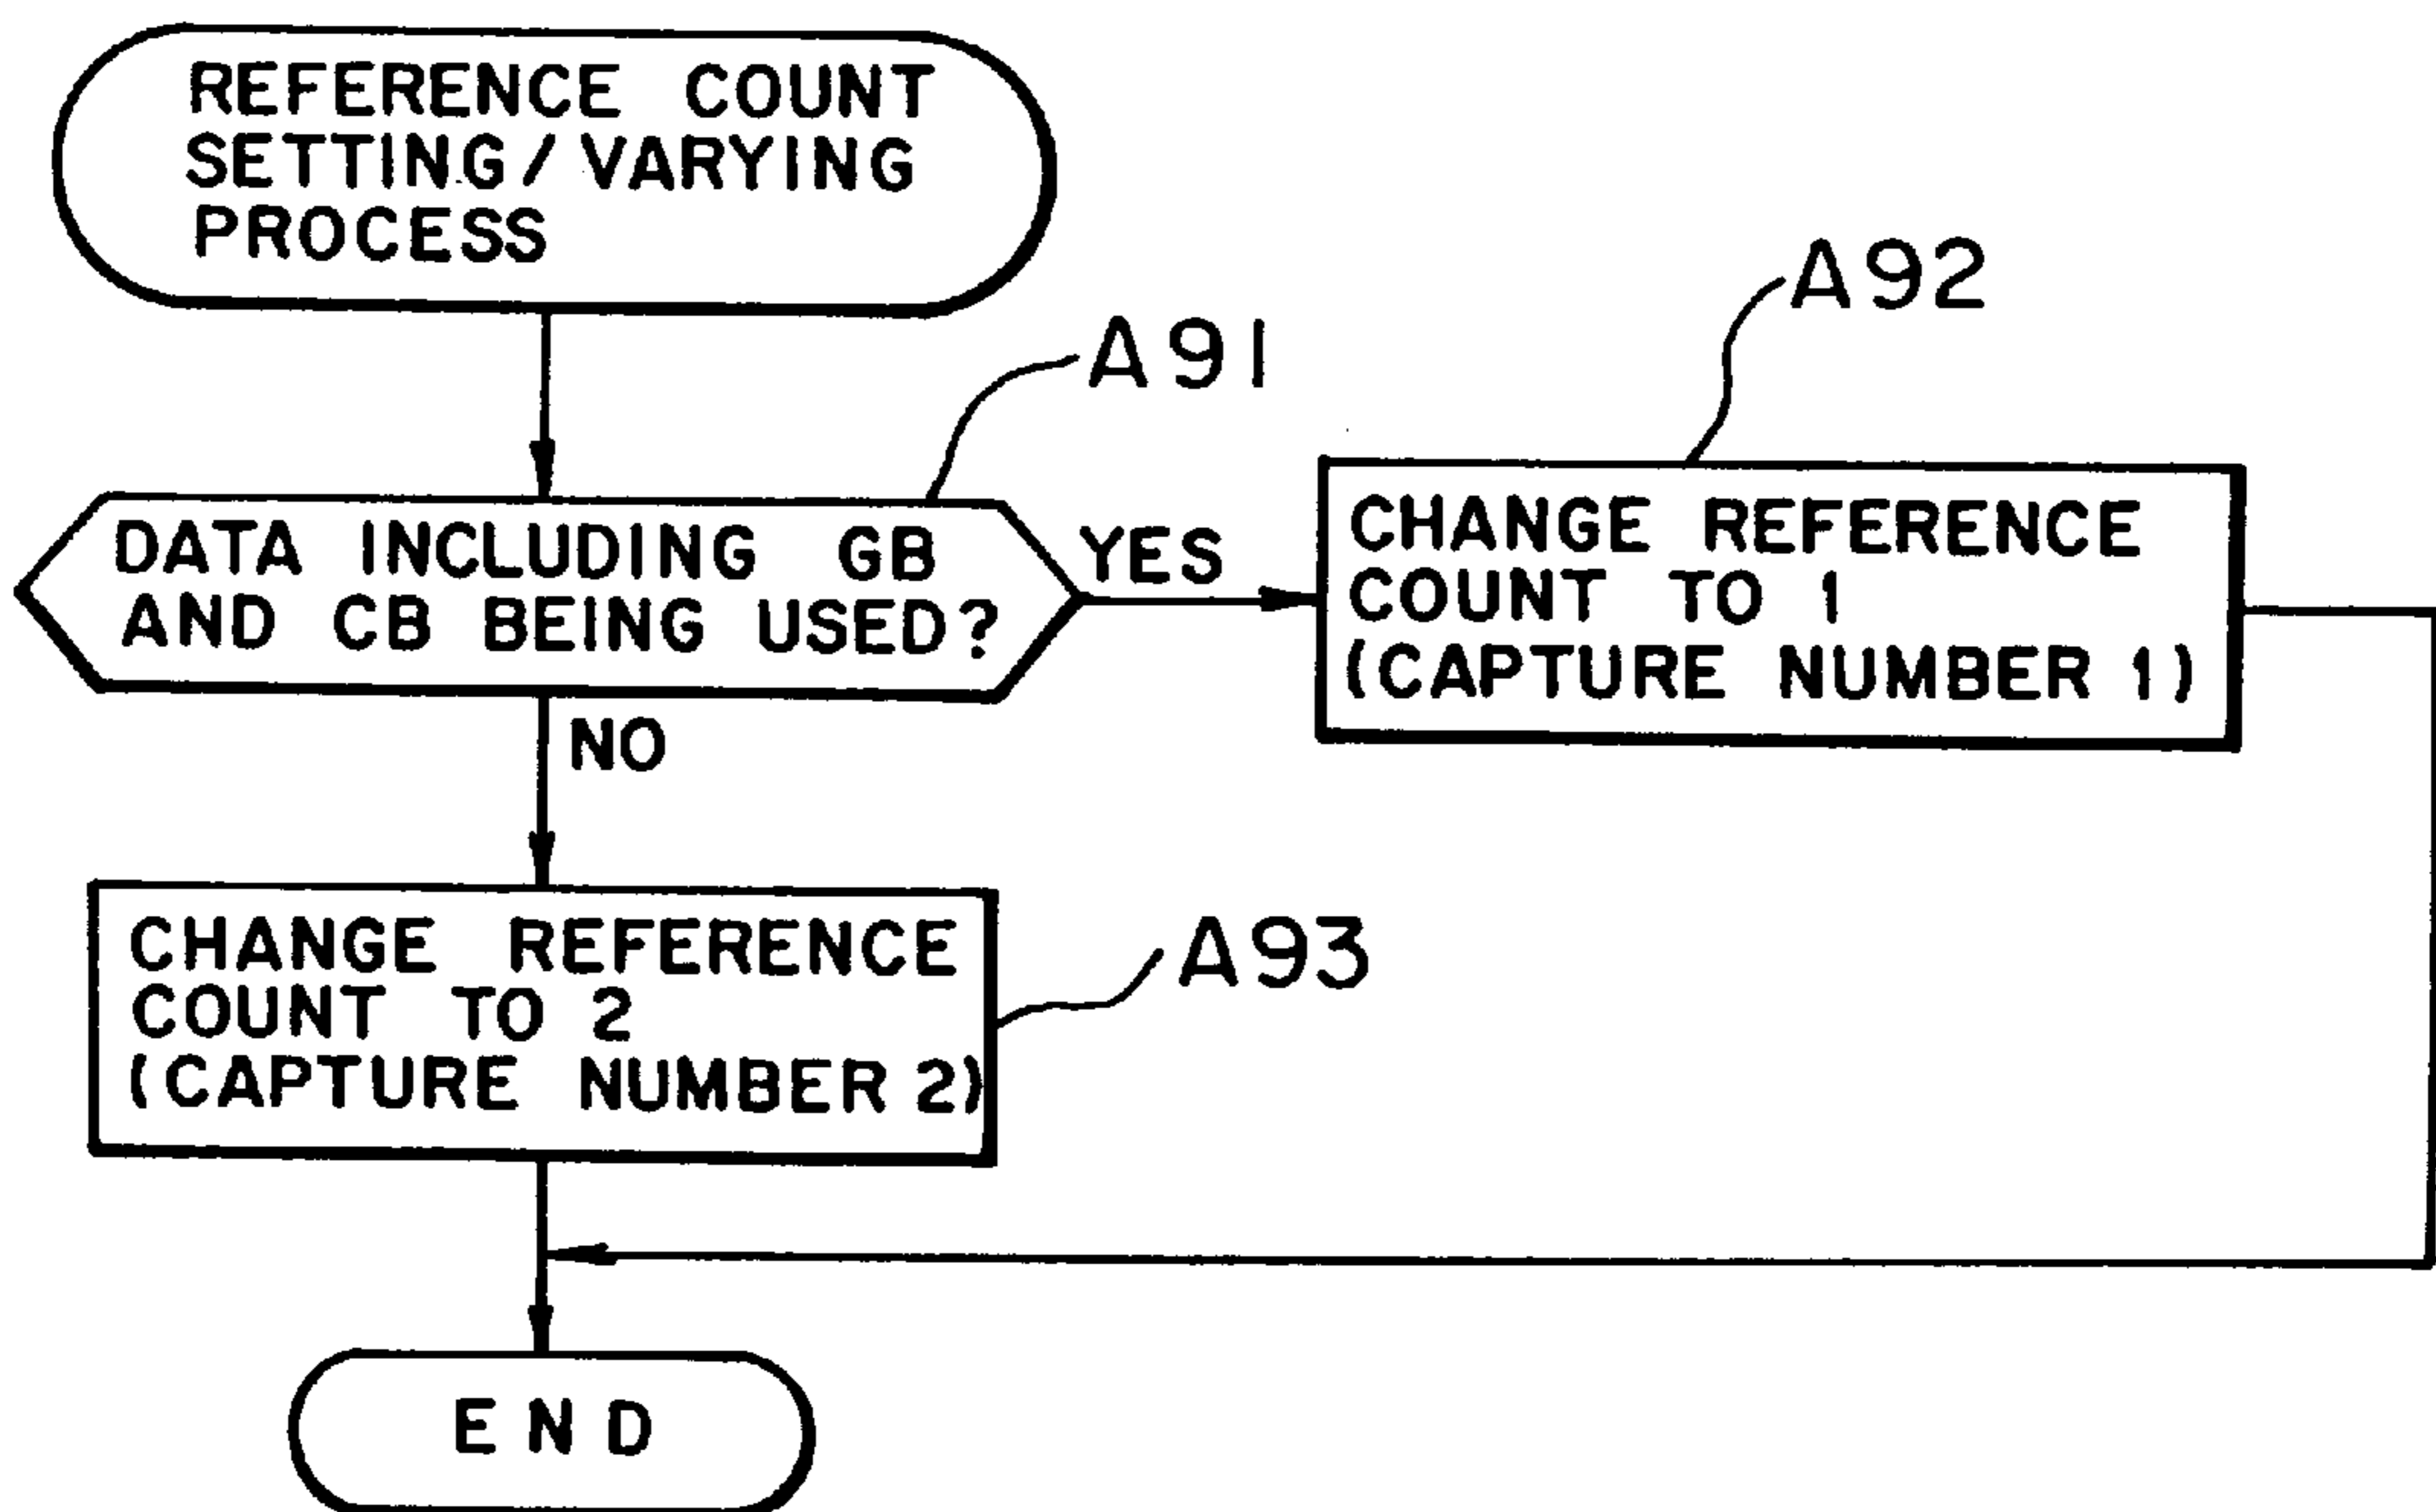 REFERENCE COUNT
SETTING/VARYING
PROCESS
A91
A92
DATA INCLUDING GB
AND CB BEING USED?
YES
CHANGE REFERENCE
COUNT TO 1
(CAPTURE NUMBER 1)
NO
CHANGE REFERENCE
COUNT TO 2
(CAPTURE NUMBER 2)
A93
END